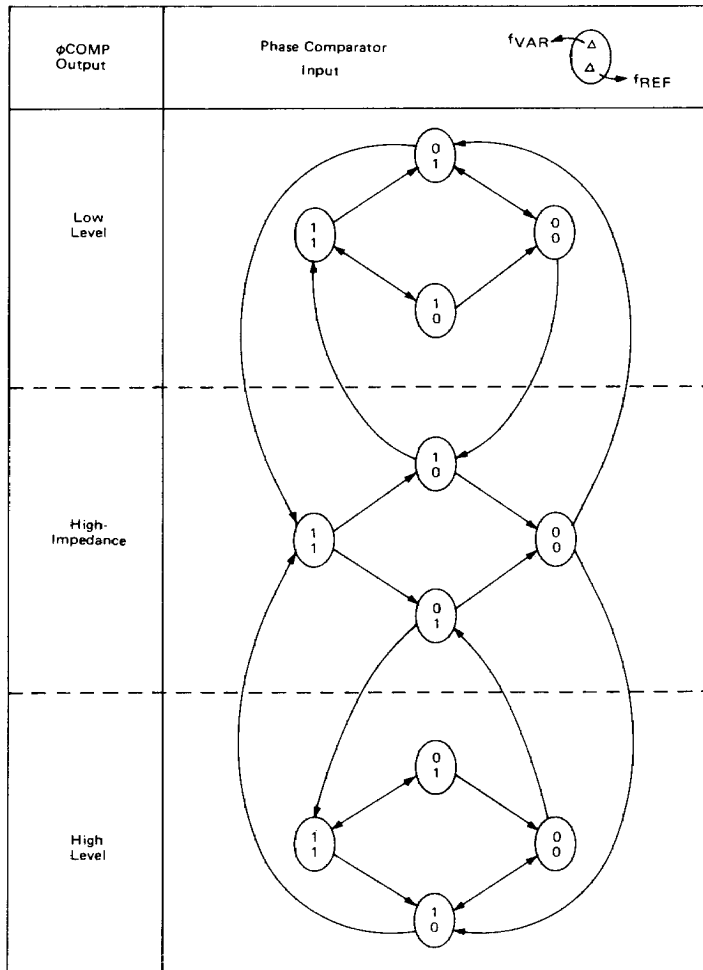 φCOMP
Output
Phase Comparator
Input
fVAR
Δ
Δ
fREF
Low
Level
0
1
1
1
0
0
1
0
High-
Impedance
1
0
1
1
0
0
0
1
High
Level
0
1
1
1
0
0
1
0